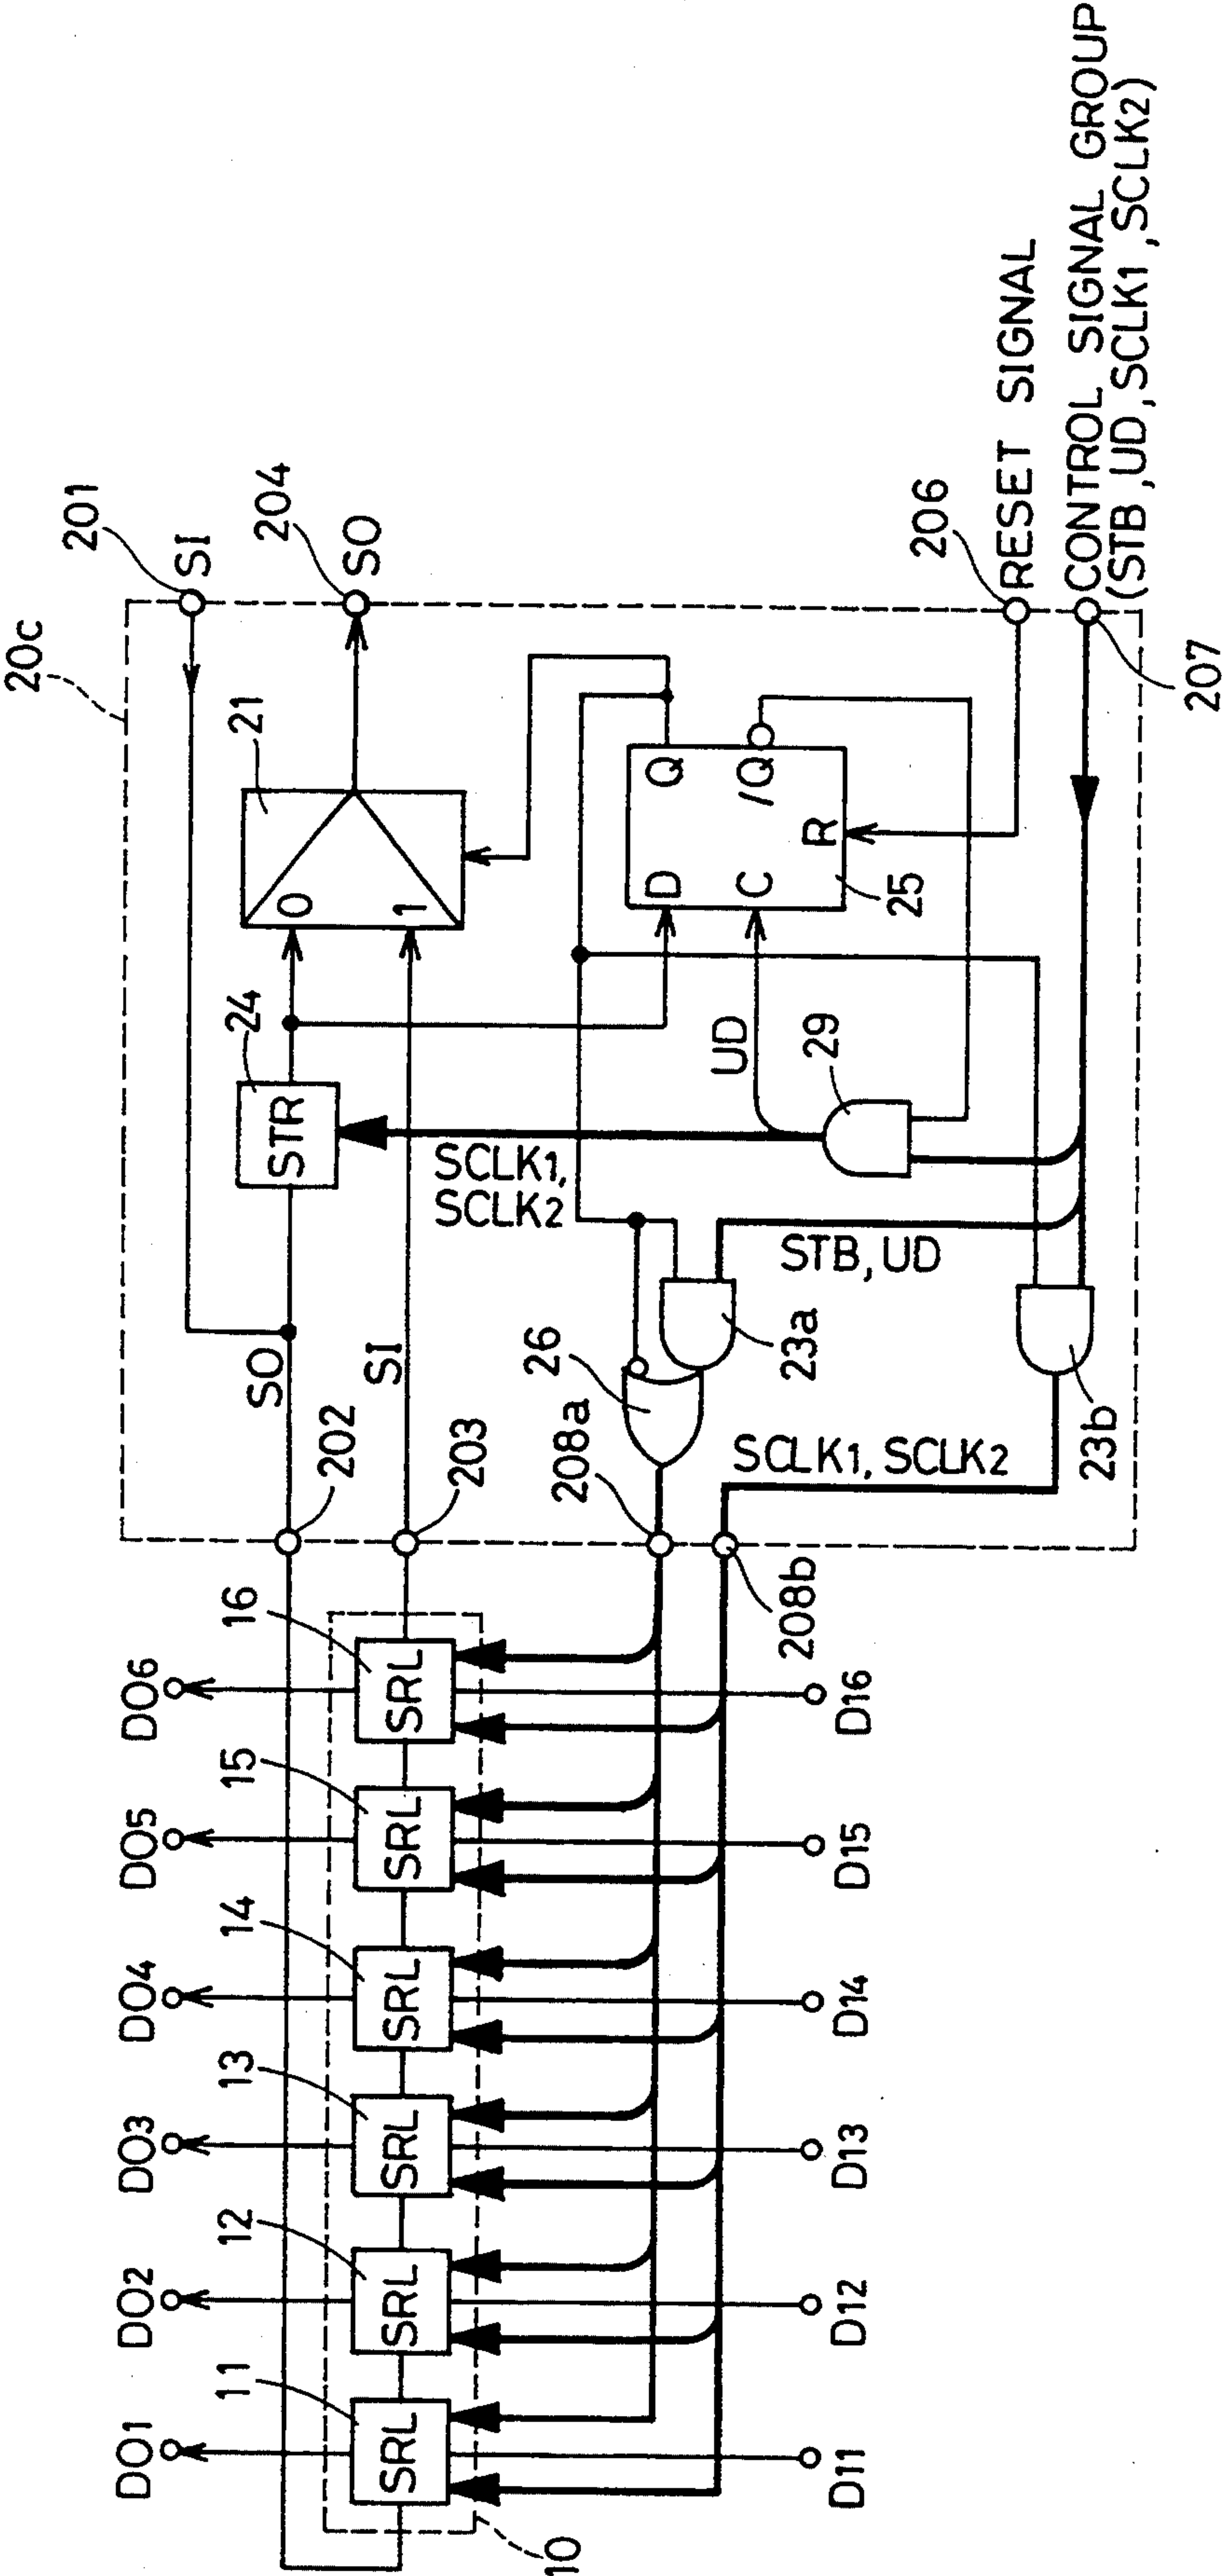 20c
201
SI
204
SO
21
0
1
24
STR
SO
SI
202
203
SCLK1,
SCLK2
D
Q
C
/Q
R
25
UD
29
206
RESET SIGNAL
207
CONTROL SIGNAL GROUP
(STB,UD,SCLK1,SCLK2)
STB,UD
23a
26
208a
SCLK1,SCLK2
23b
208b
DO1
DO2
DO3
DO4
DO5
DO6
11
12
13
14
15
16
SRL
SRL
SRL
SRL
SRL
SRL
10
D11
D12
D13
D14
D15
D16